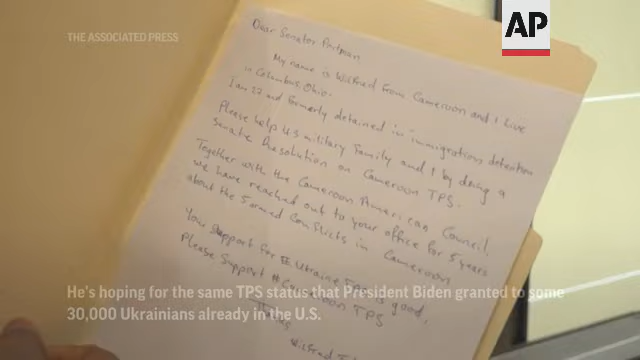 THE ASSOCIATED PRESS
AP
Dear Senator Portman
My name is Wilfred from Cameroon and I live
in Columbus, Ohio.
I am 32 and formerly detained in immigration detention
Please help US military family and I by doing a
senate Resolution on Cameroon TPS.
Together with the Cameroon American Council,
we have reached out to your office for 5 years
about the 5 armed conflicts in Cameroon
Your support for # Ukraine TPS is good,
Please support # Cameroon TPS
Wilfred
He's hoping for the same TPS status that President Biden granted to some
30,000 Ukrainians already in the U.S.